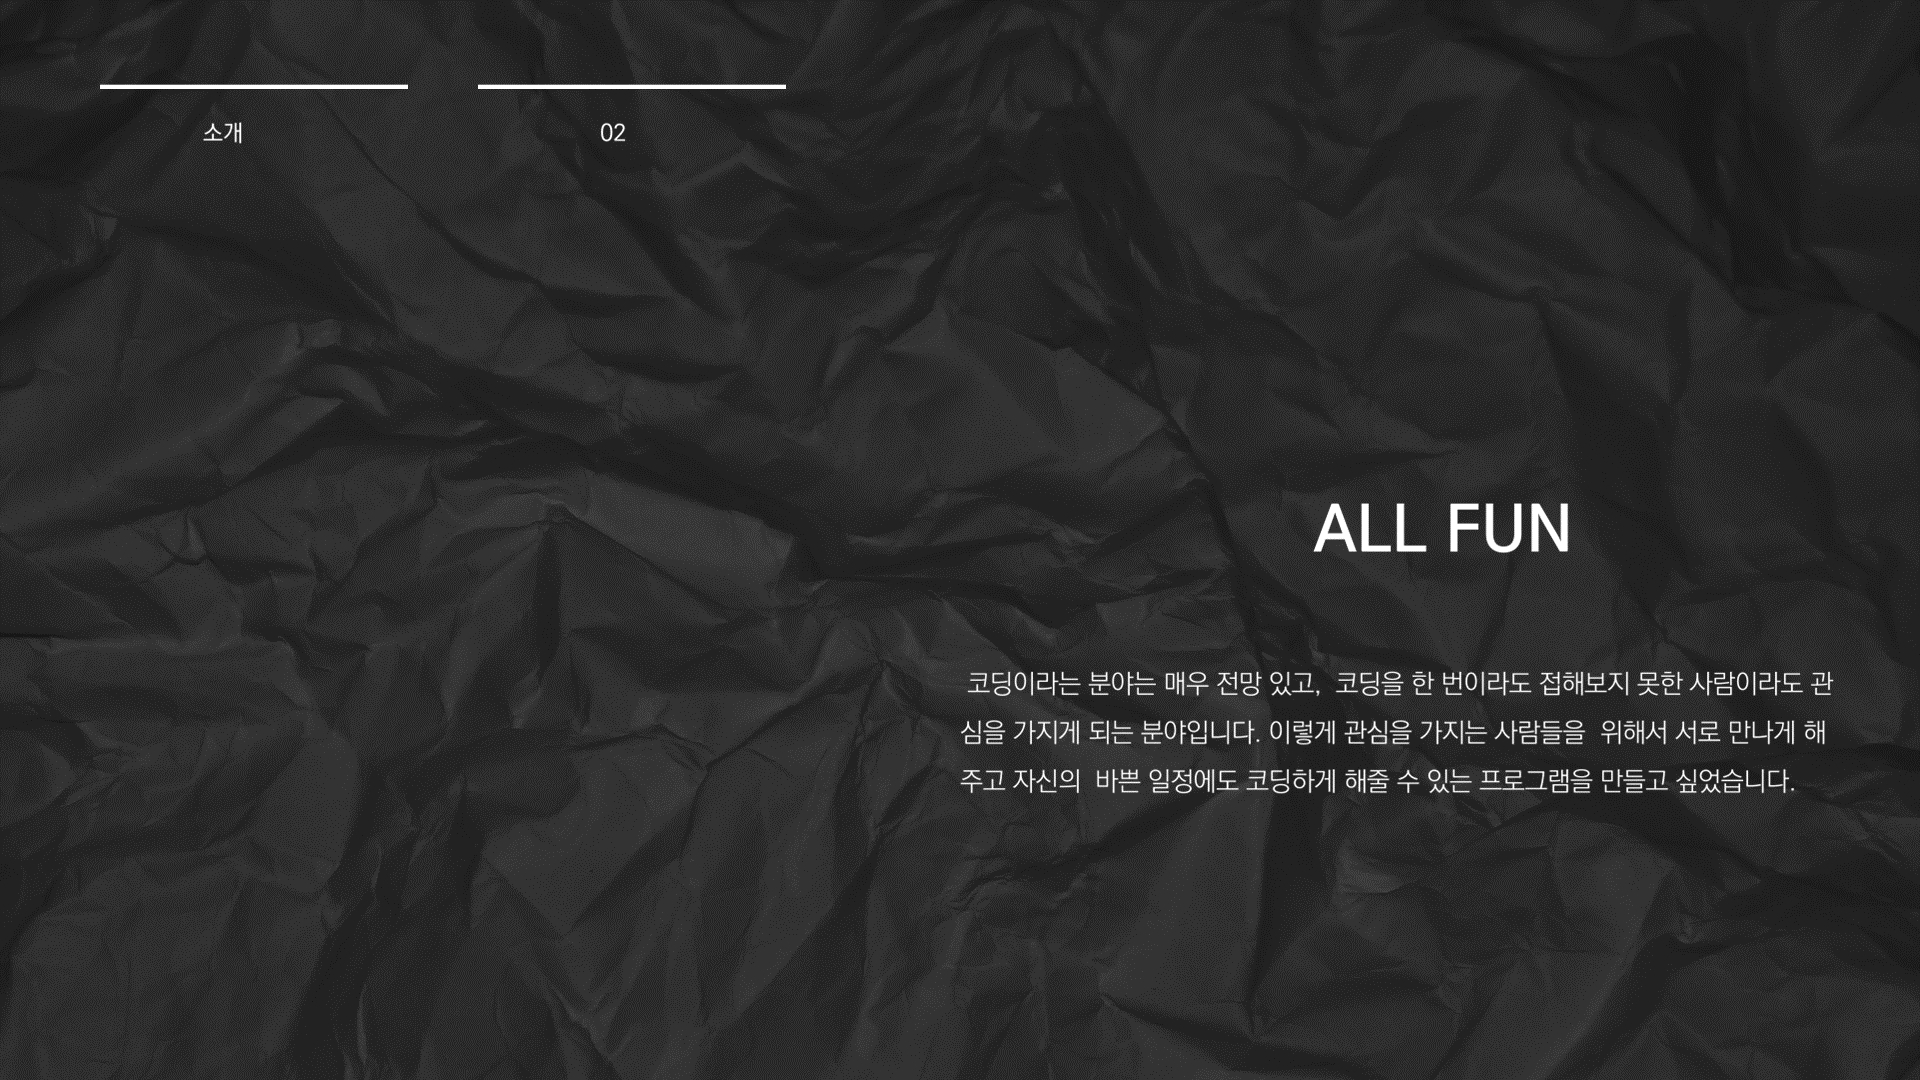 소개
02
ALL FUN
코딩이라는 분야는 매우 전망 있고,  코딩을 한 번이라도 접해보지 못한 사람이라도 관
심을 가지게 되는 분야입니다. 이렇게 관심을 가지는 사람들을  위해서 서로 만나게 해
주고 자신의  바쁜 일정에도 코딩하게 해줄 수 있는 프로그램을 만들고 싶었습니다.